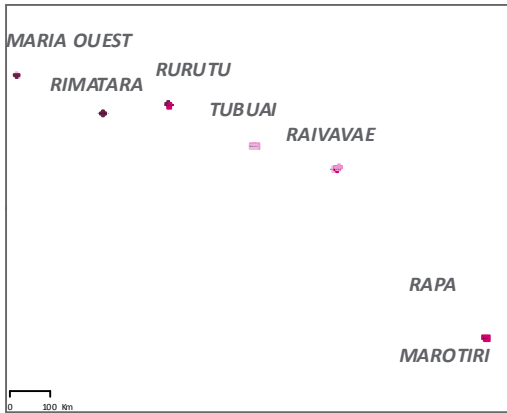 MARIA OUEST
RURUTU
RIMATARA
TUBUAI
RAIVAVAE
RAPA
MAROTIRI
0 100 Km